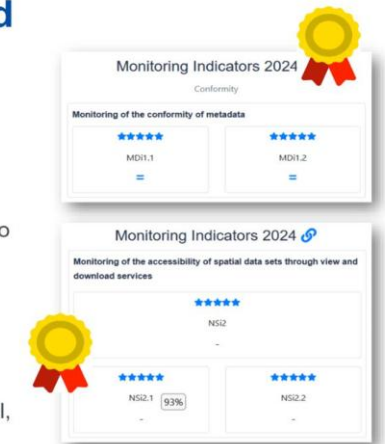 d
Monitoring Indicators 2024
Conformity
Monitoring of the conformity of metadata
MDi1.1
MDi1.2
=
=
o
Monitoring Indicators 2024
Monitoring of the accessibility of spatial data sets through view and
download services
NSi2
-
NSi2.1
93%
NSi2.2
-
-
l,